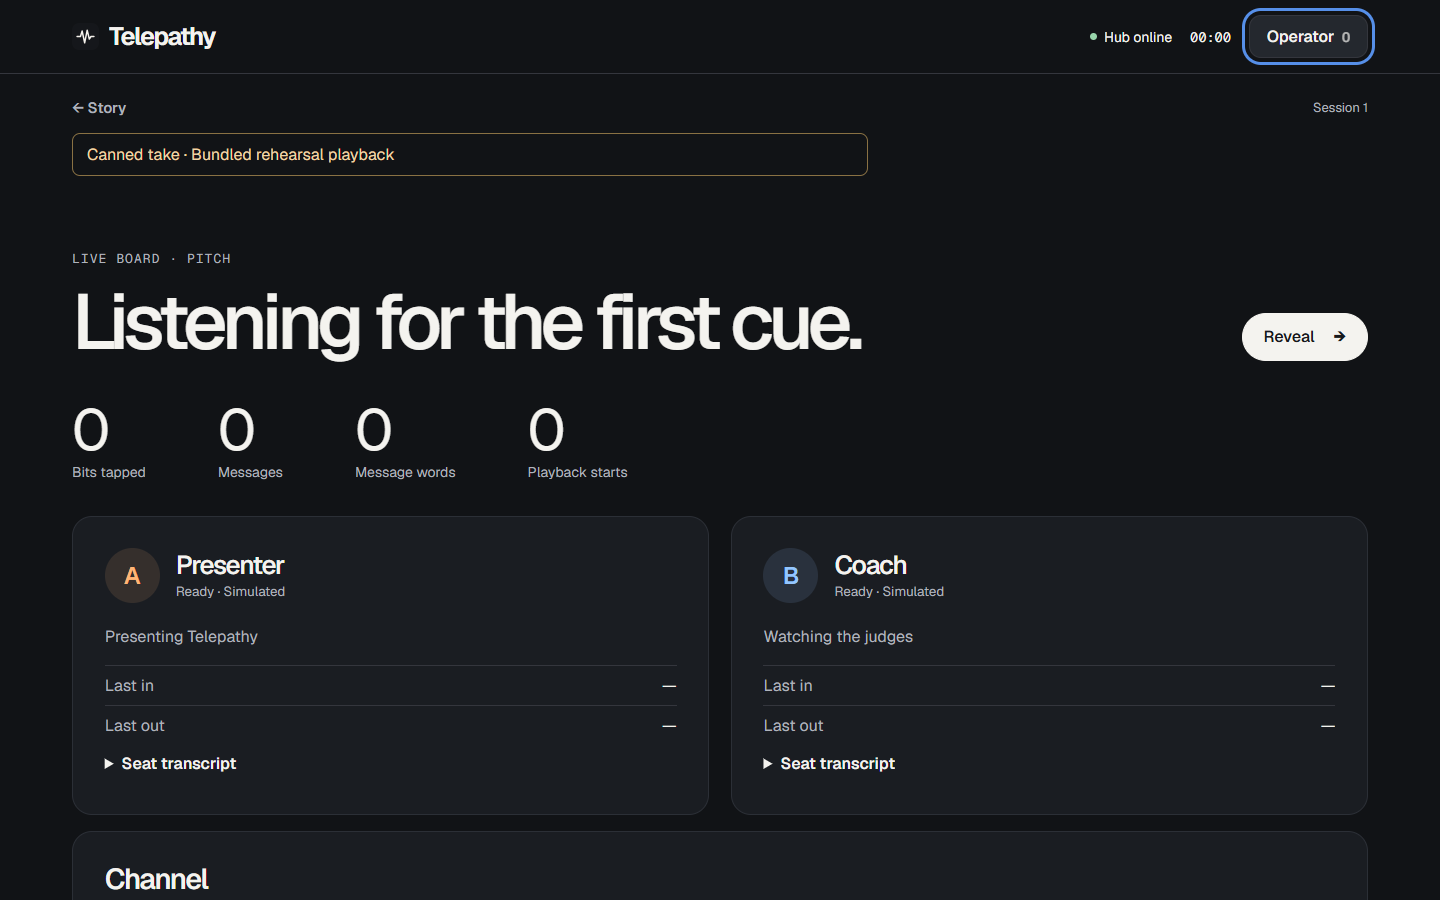 Telepathy
Hub online 00:00 Operator 0
← Story
Session 1
Canned take · Bundled rehearsal playback
LIVE BOARD · PITCH
Listening for the first cue.
Reveal →
0 0 0 0
Bits tapped Messages Message words Playback starts
A Presenter
Ready · Simulated
Presenting Telepathy
Last in —
Last out —
▶ Seat transcript
B Coach
Ready · Simulated
Watching the judges
Last in —
Last out —
▶ Seat transcript
Channel